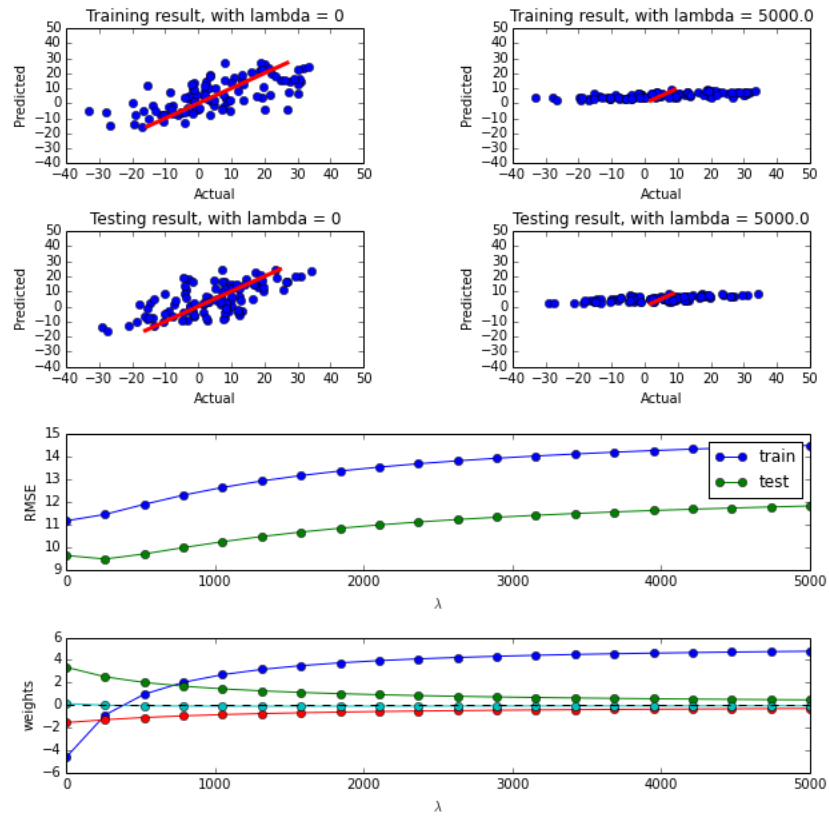 Training result, with lambda = 0
50
40
30
20
10
0
−10
−20
−30
−40
Predicted
−40 −30 −20 −10 0 10 20 30 40 50
Actual
Training result, with lambda = 5000.0
50
40
30
20
10
0
−10
−20
−30
−40
Predicted
−40 −30 −20 −10 0 10 20 30 40 50
Actual
Testing result, with lambda = 0
50
40
30
20
10
0
−10
−20
−30
−40
Predicted
−40 −30 −20 −10 0 10 20 30 40 50
Actual
Testing result, with lambda = 5000.0
50
40
30
20
10
0
−10
−20
−30
−40
Predicted
−40 −30 −20 −10 0 10 20 30 40 50
Actual
15
14
13
12
11
10
9
RMSE
train
test
0 1000 2000 3000 4000 5000
λ
6
4
2
0
−2
−4
−6
weights
0 1000 2000 3000 4000 5000
λ